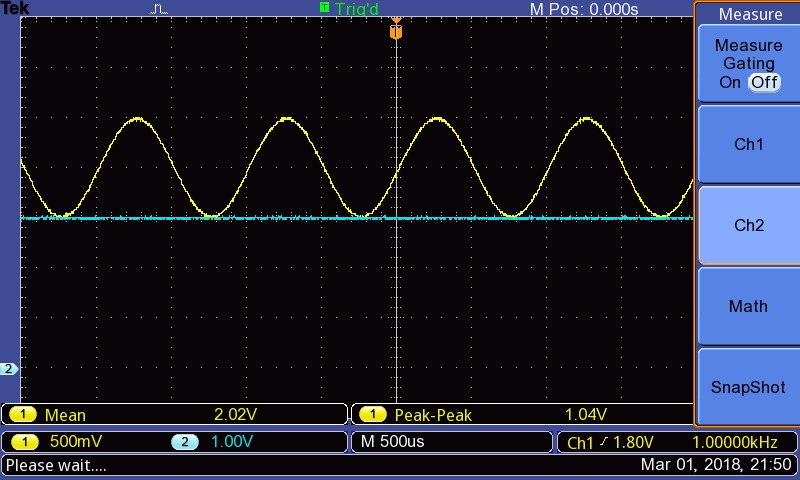 Tek
T Trig'd
M Pos: 0.000s
T
Measure
Measure
Gating
On Off
Ch1
Ch2
Math
SnapShot
2
1 Mean 2.02V
1 Peak-Peak 1.04V
1 500mV 2 1.00V
M 500us
Ch1 / 1.80V 1.00000kHz
Please wait....
Mar 01, 2018, 21:50